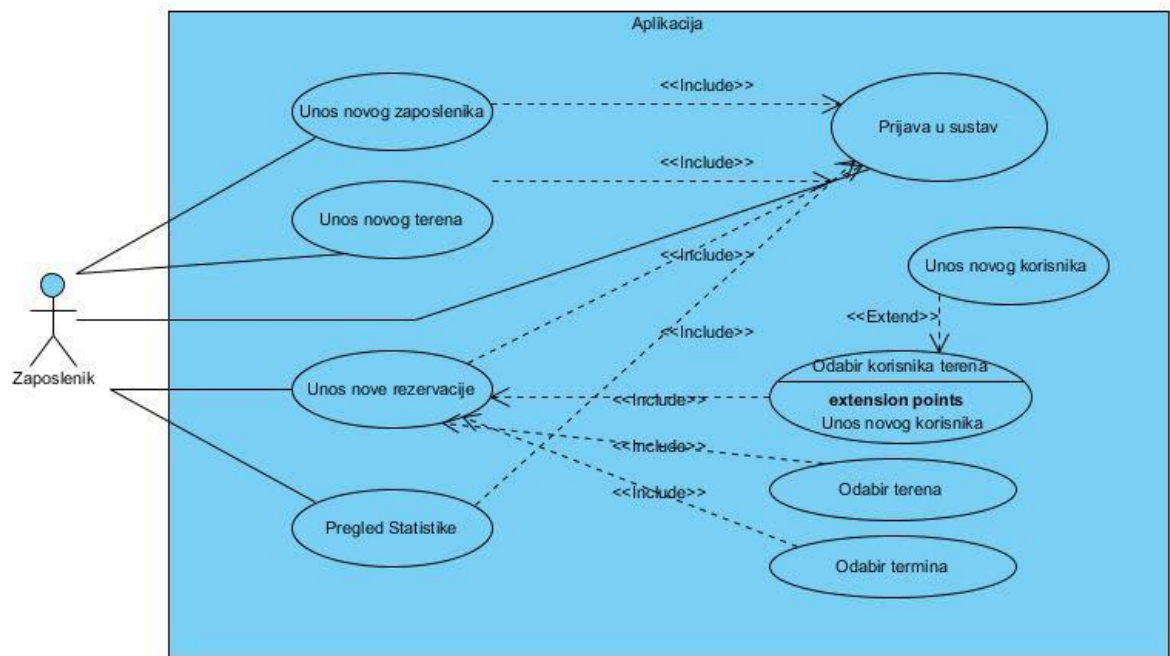 Aplikacija
Unos novog zaposlenika
<<Include>>
Prijava u sustav
<<Include>>
Unos novog terena
<<Include>>
Unos novog korisnika
<<Extend>>
<<Include>>
Zaposlenik
Unos nove rezervacije
Odabir korisnika terena
extension points
Unos novog korisnika
<<Include>>
<<Include>>
Odabir terena
<<Include>>
Pregled Statistike
Odabir termina